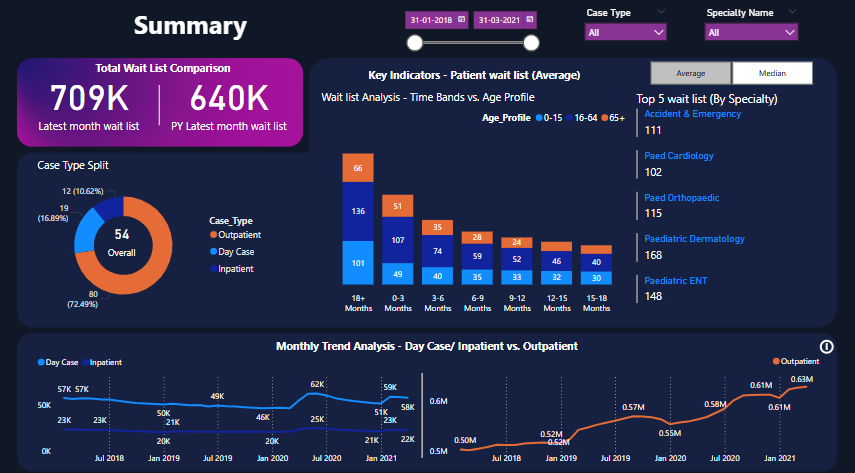 Summary
31-01-2018
31-03-2021
Case Type
All
Specialty Name
All
Total Wait List Comparison
709K
Latest month wait list
640K
PY Latest month wait list
Case Type Split
12 (10.62%)
19
(16.89%)
54
Overall
80
(72.49%)
Case_Type
Outpatient
Day Case
Inpatient
Key Indicators - Patient wait list (Average)
Average
Median
Wait list Analysis - Time Bands vs. Age Profile
Age_Profile 0-15 16-64 65+
66 136 101
51 107 49
35 74 40
28 59 35
24 52 33
46 32
40 30
18+
Months
0-3
Months
3-6
Months
6-9
Months
9-12
Months
12-15
Months
15-18
Months
Top 5 wait list (By Specialty)
Accident & Emergency
111
Paed Cardiology
102
Paed Orthopaedic
115
Paediatric Dermatology
168
Paediatric ENT
148
Monthly Trend Analysis - Day Case/ Inpatient vs. Outpatient
Day Case Inpatient
50K
0K
57K 57K 50K 49K 46K 62K 51K 59K 58K
23K 23K 20K 21K 20K 25K 21K 23K 22K
Jul 2018 Jan 2019 Jul 2019 Jan 2020 Jul 2020 Jan 2021
Outpatient
0.6M
0.5M
0.50M 0.52M 0.52M 0.57M 0.55M 0.58M 0.61M 0.61M 0.63M
Jul 2018 Jan 2019 Jul 2019 Jan 2020 Jul 2020 Jan 2021